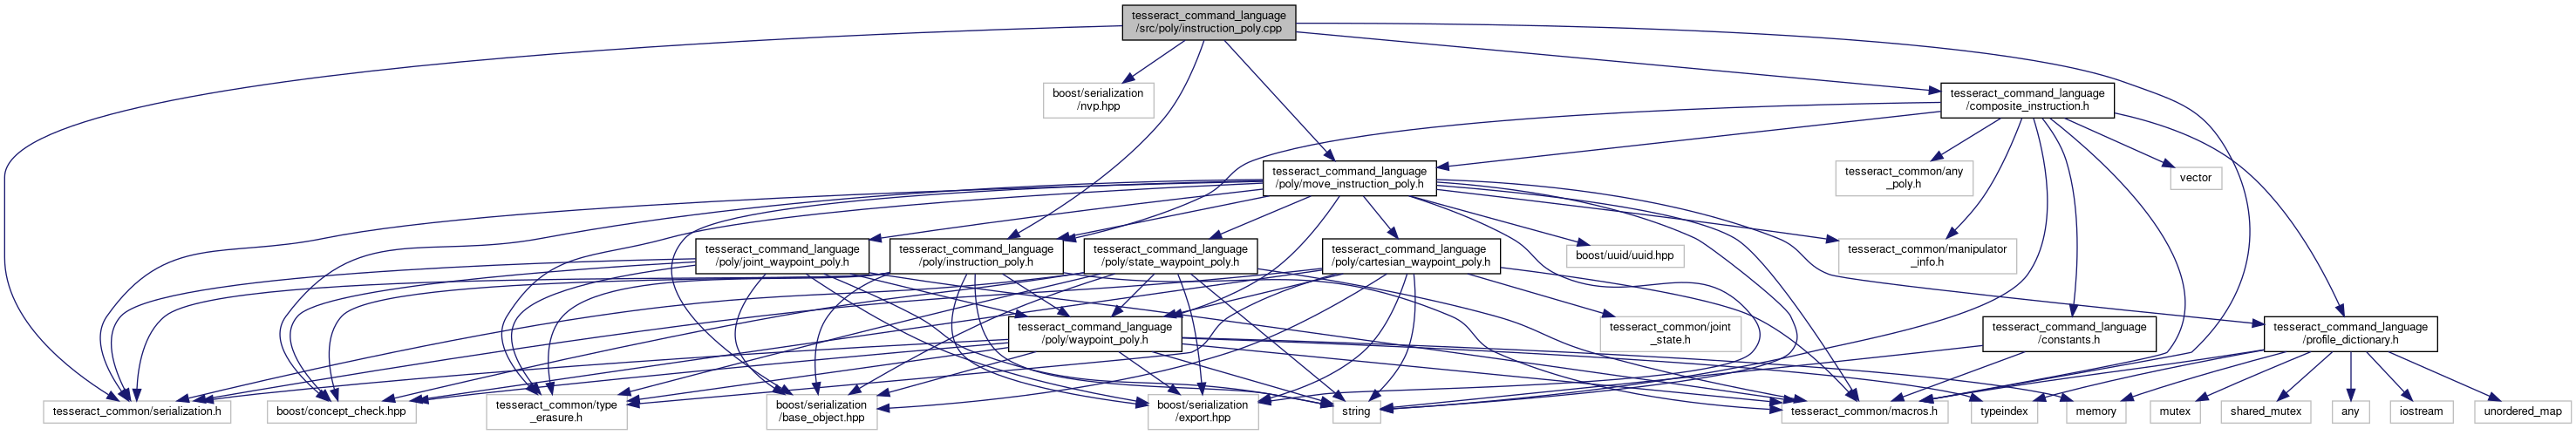 tesseract_command_language
/src/poly/instruction_poly.cpp
boost/serialization
/nvp.hpp
tesseract_command_language
/composite_instruction.h
tesseract_command_language
/poly/move_instruction_poly.h
tesseract_common/any
_poly.h
vector
tesseract_command_language
/poly/joint_waypoint_poly.h
tesseract_command_language
/poly/instruction_poly.h
tesseract_command_language
/poly/state_waypoint_poly.h
tesseract_command_language
/poly/cartesian_waypoint_poly.h
boost/uuid/uuid.hpp
tesseract_common/manipulator
_info.h
tesseract_command_language
/poly/waypoint_poly.h
tesseract_common/joint
_state.h
tesseract_command_language
/constants.h
tesseract_command_language
/profile_dictionary.h
tesseract_common/serialization.h
boost/concept_check.hpp
tesseract_common/type
_erasure.h
boost/serialization
/base_object.hpp
boost/serialization
/export.hpp
string
tesseract_common/macros.h
typeindex
memory
mutex
shared_mutex
any
iostream
unordered_map